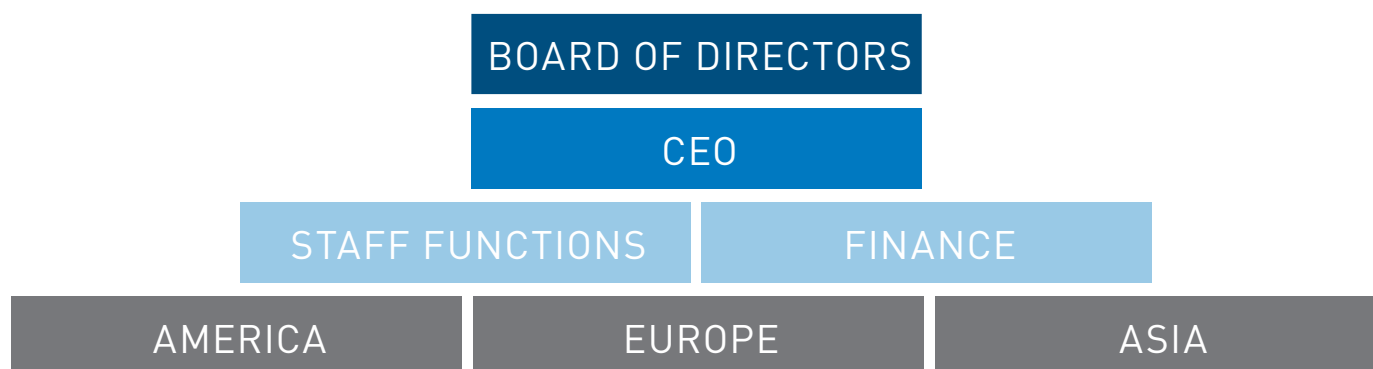 BOARD OF DIRECTORS
CEO
STAFF FUNCTIONS
FINANCE
AMERICA
EUROPE
ASIA